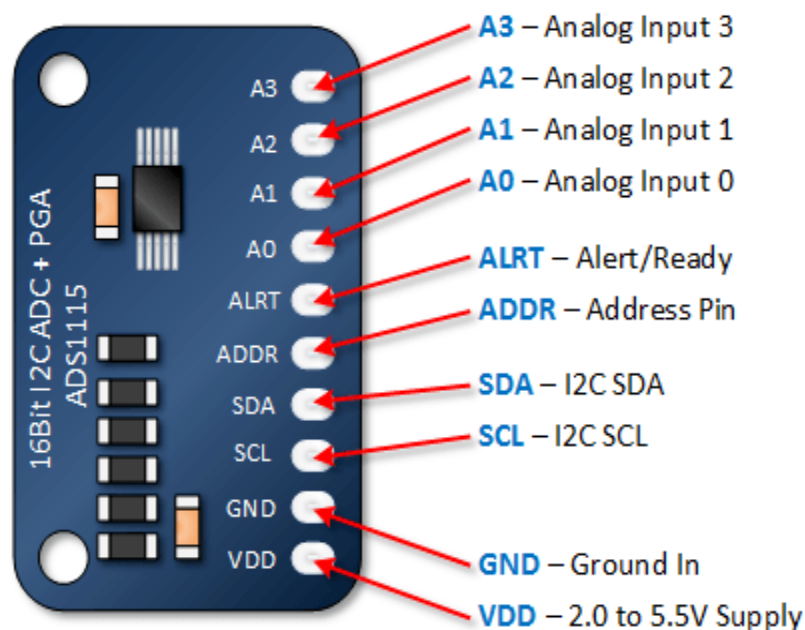 A3
A2
A1
A0
ALRT
ADDR
SDA
SCL
GND
VDD
16Bit I2C ADC + PGA
ADS1115
A3 – Analog Input 3
A2 – Analog Input 2
A1 – Analog Input 1
A0 – Analog Input 0
ALRT – Alert/Ready
ADDR – Address Pin
SDA – I2C SDA
SCL – I2C SCL
GND – Ground In
VDD – 2.0 to 5.5V Supply